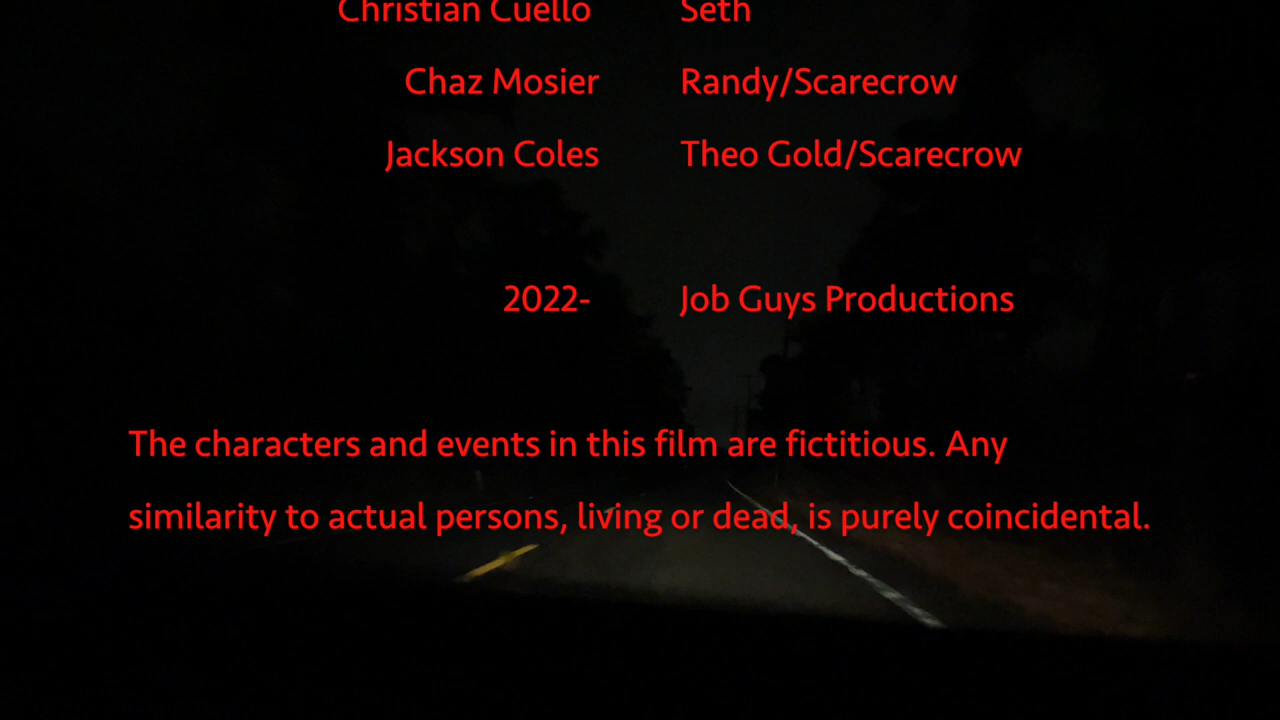 Christian Cuello Seth
Chaz Mosier Randy/Scarecrow
Jackson Coles Theo Gold/Scarecrow
2022- Job Guys Productions
The characters and events in this film are fictitious. Any
similarity to actual persons, living or dead, is purely coincidental.